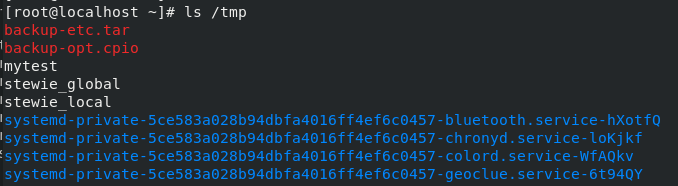 [root@localhost ~]# ls /tmp
backup-etc.tar
backup-opt.cpio
mytest
stewie_global
stewie_local
systemd-private-5ce583a028b94dbfa4016ff4ef6c0457-bluetooth.service-hXotfQ
systemd-private-5ce583a028b94dbfa4016ff4ef6c0457-chronyd.service-loKjkf
systemd-private-5ce583a028b94dbfa4016ff4ef6c0457-colord.service-WfAQkv
systemd-private-5ce583a028b94dbfa4016ff4ef6c0457-geoclue.service-6t94QY